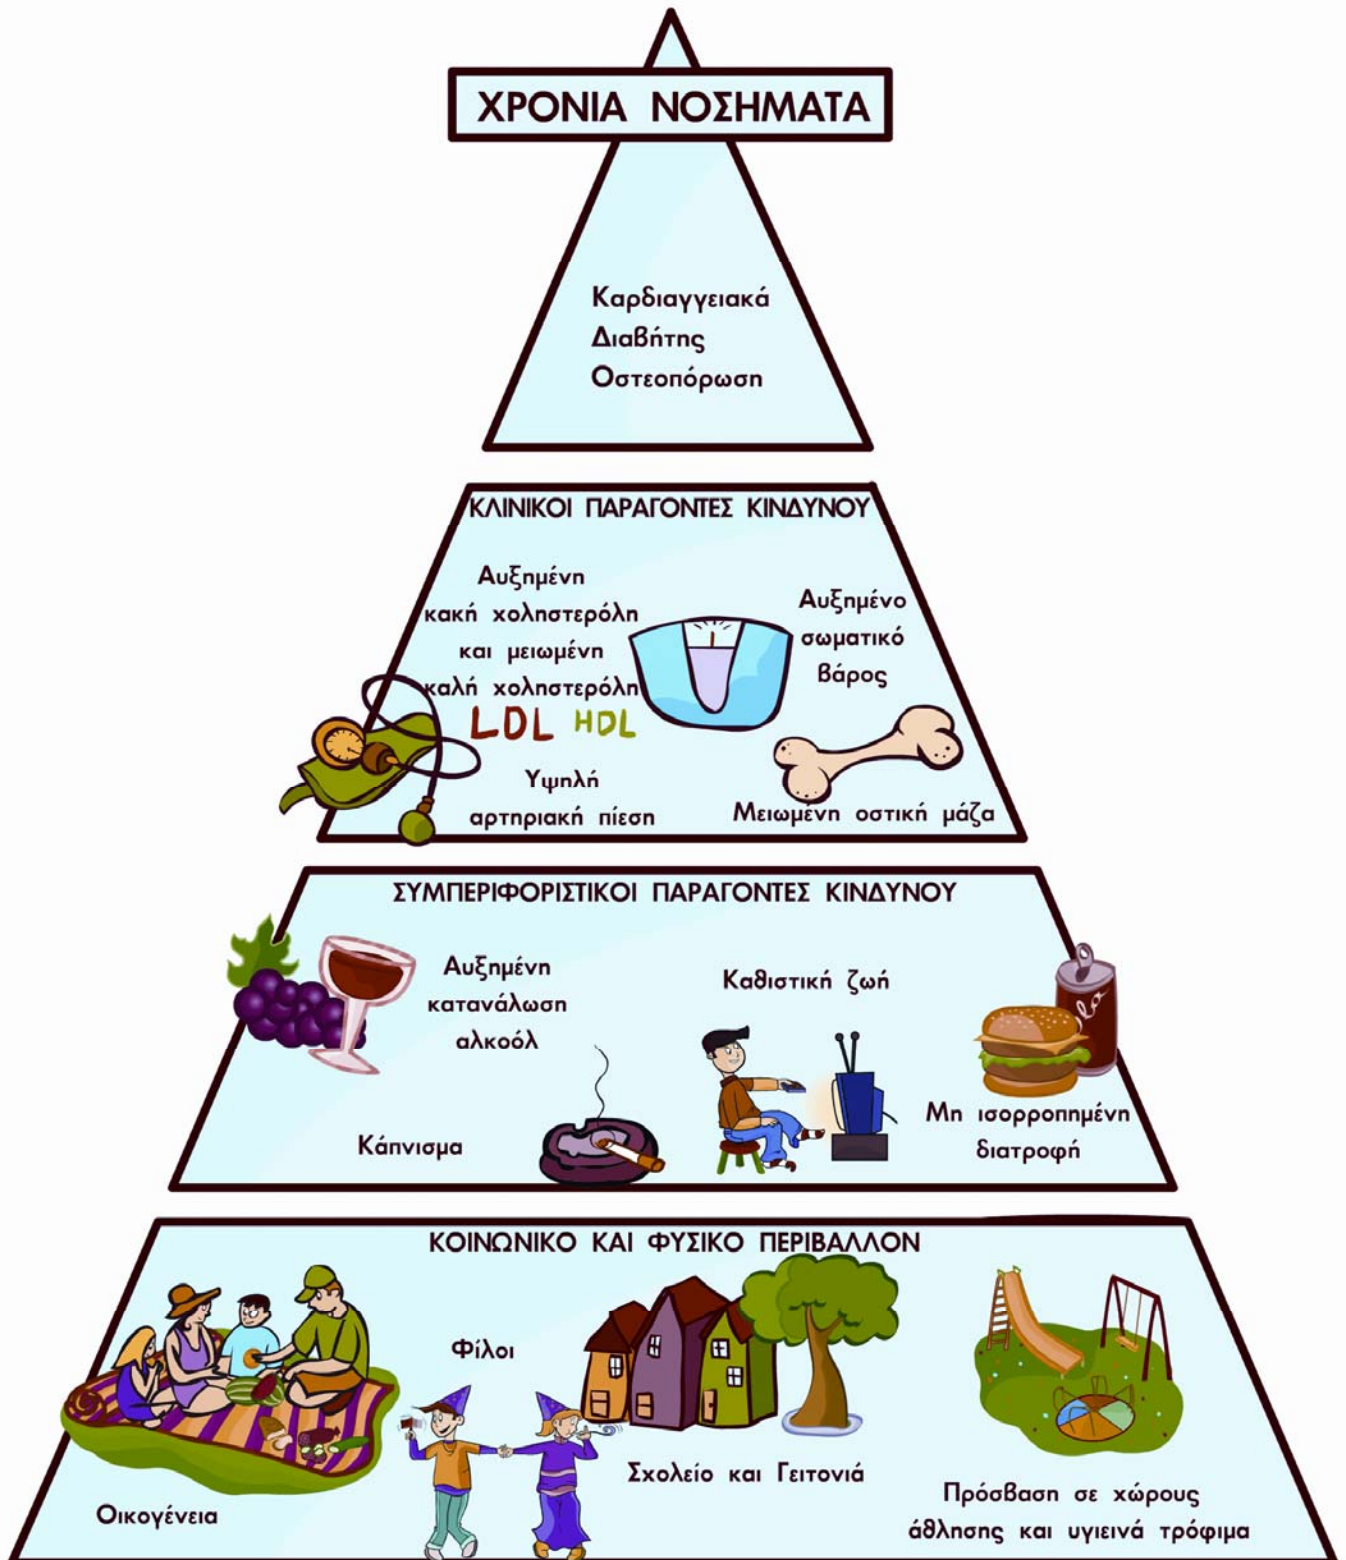 ΧΡΟΝΙΑ ΝΟΣΗΜΑΤΑ
Καρδιαγγειακά
Διαβήτης
Οστεοπόρωση
ΚΛΙΝΙΚΟΙ ΠΑΡΑΓΟΝΤΕΣ ΚΙΝΔΥΝΟΥ
Αυξημένη
κακή χοληστερόλη
και μειωμένη
καλή χοληστερόλη
LDL HDL
Αυξημένο
σωματικό
βάρος
Υψηλή
αρτηριακή πίεση
Μειωμένη οστική μάζα
ΣΥΜΠΕΡΙΦΟΡΙΣΤΙΚΟΙ ΠΑΡΑΓΟΝΤΕΣ ΚΙΝΔΥΝΟΥ
Αυξημένη
κατανάλωση
αλκοόλ
Καθιστική ζωή
Κάπνισμα
Μη ισορροπημένη
διατροφή
ΚΟΙΝΩΝΙΚΟ ΚΑΙ ΦΥΣΙΚΟ ΠΕΡΙΒΑΛΛΟΝ
Οικογένεια
Φίλοι
Σχολείο και Γειτονιά
Πρόσβαση σε χώρους
άθλησης και υγιεινά τρόφιμα